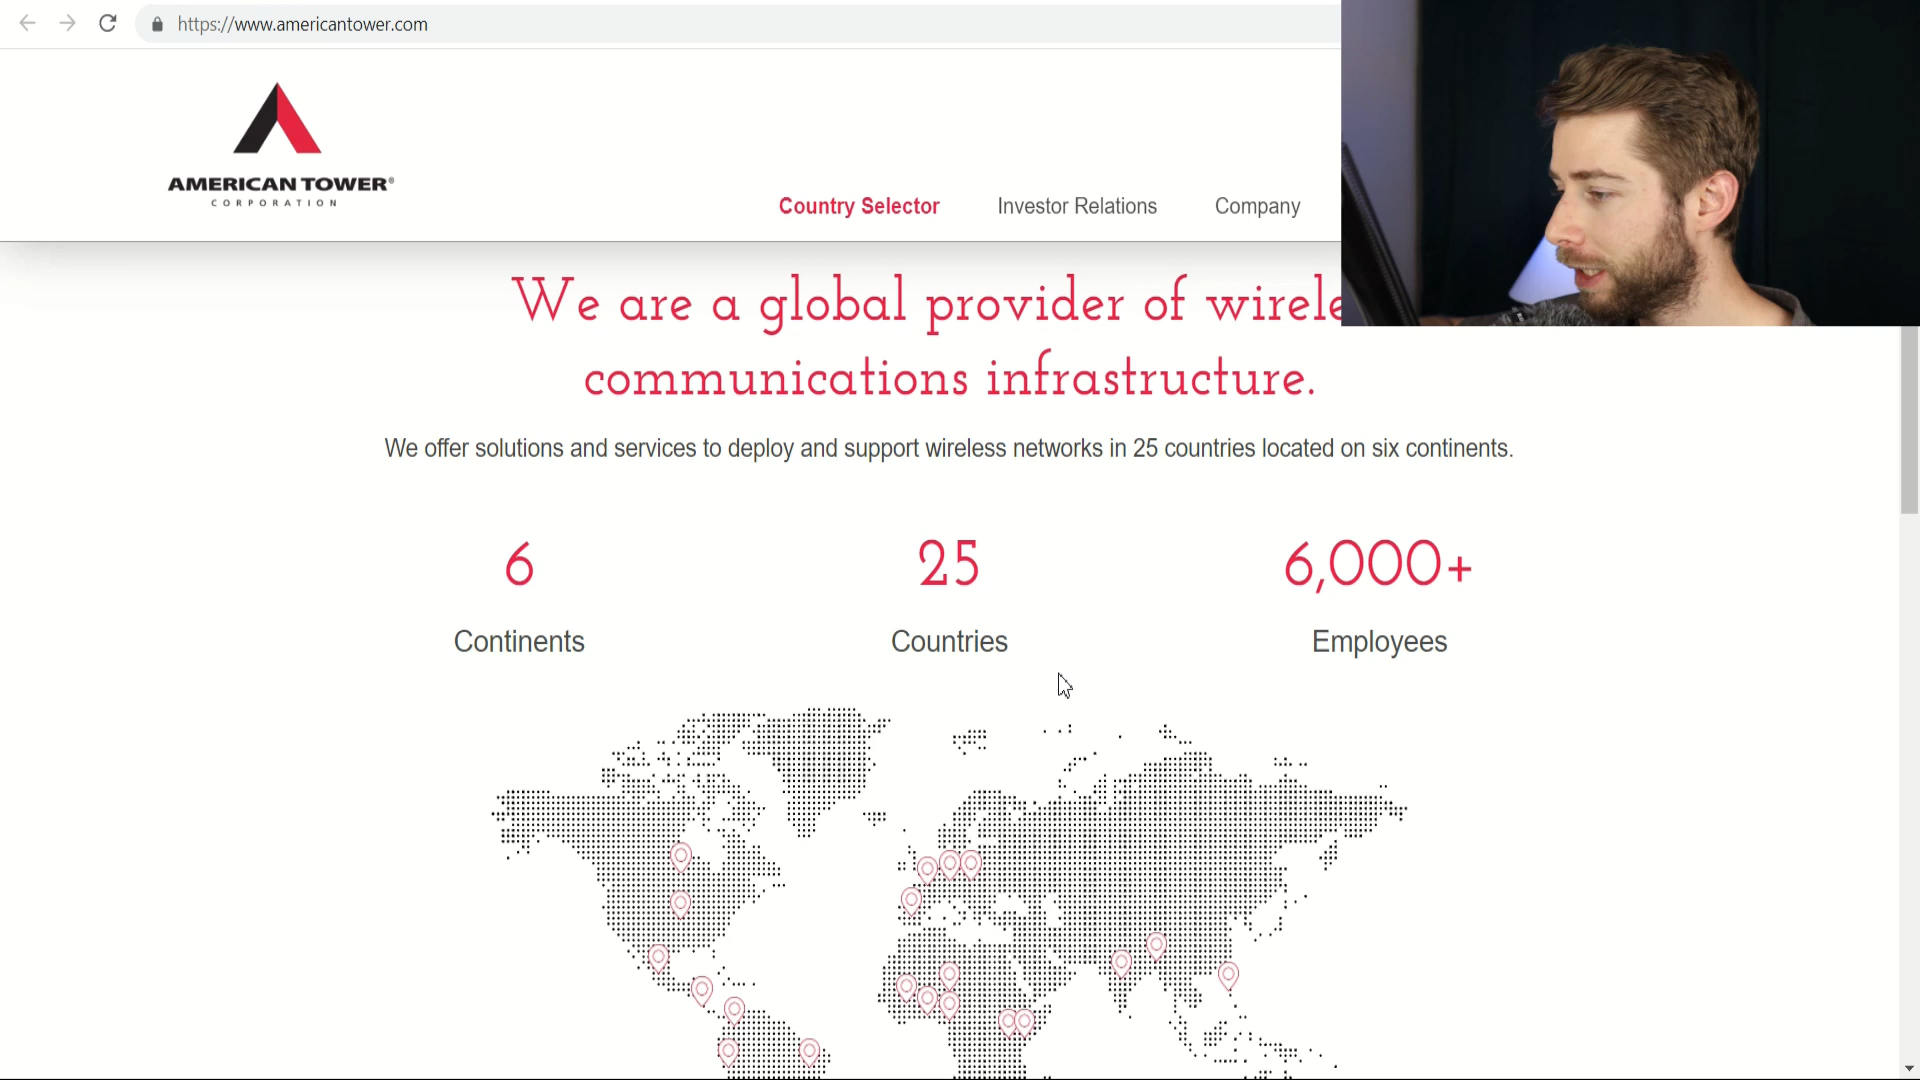 https://www.americantower.com
AMERICAN TOWER®
CORPORATION
Country Selector
Investor Relations
Company
We are a global provider of wirele
communications infrastructure.
We offer solutions and services to deploy and support wireless networks in 25 countries located on six continents.
6
25
6,000+
Continents
Countries
Employees